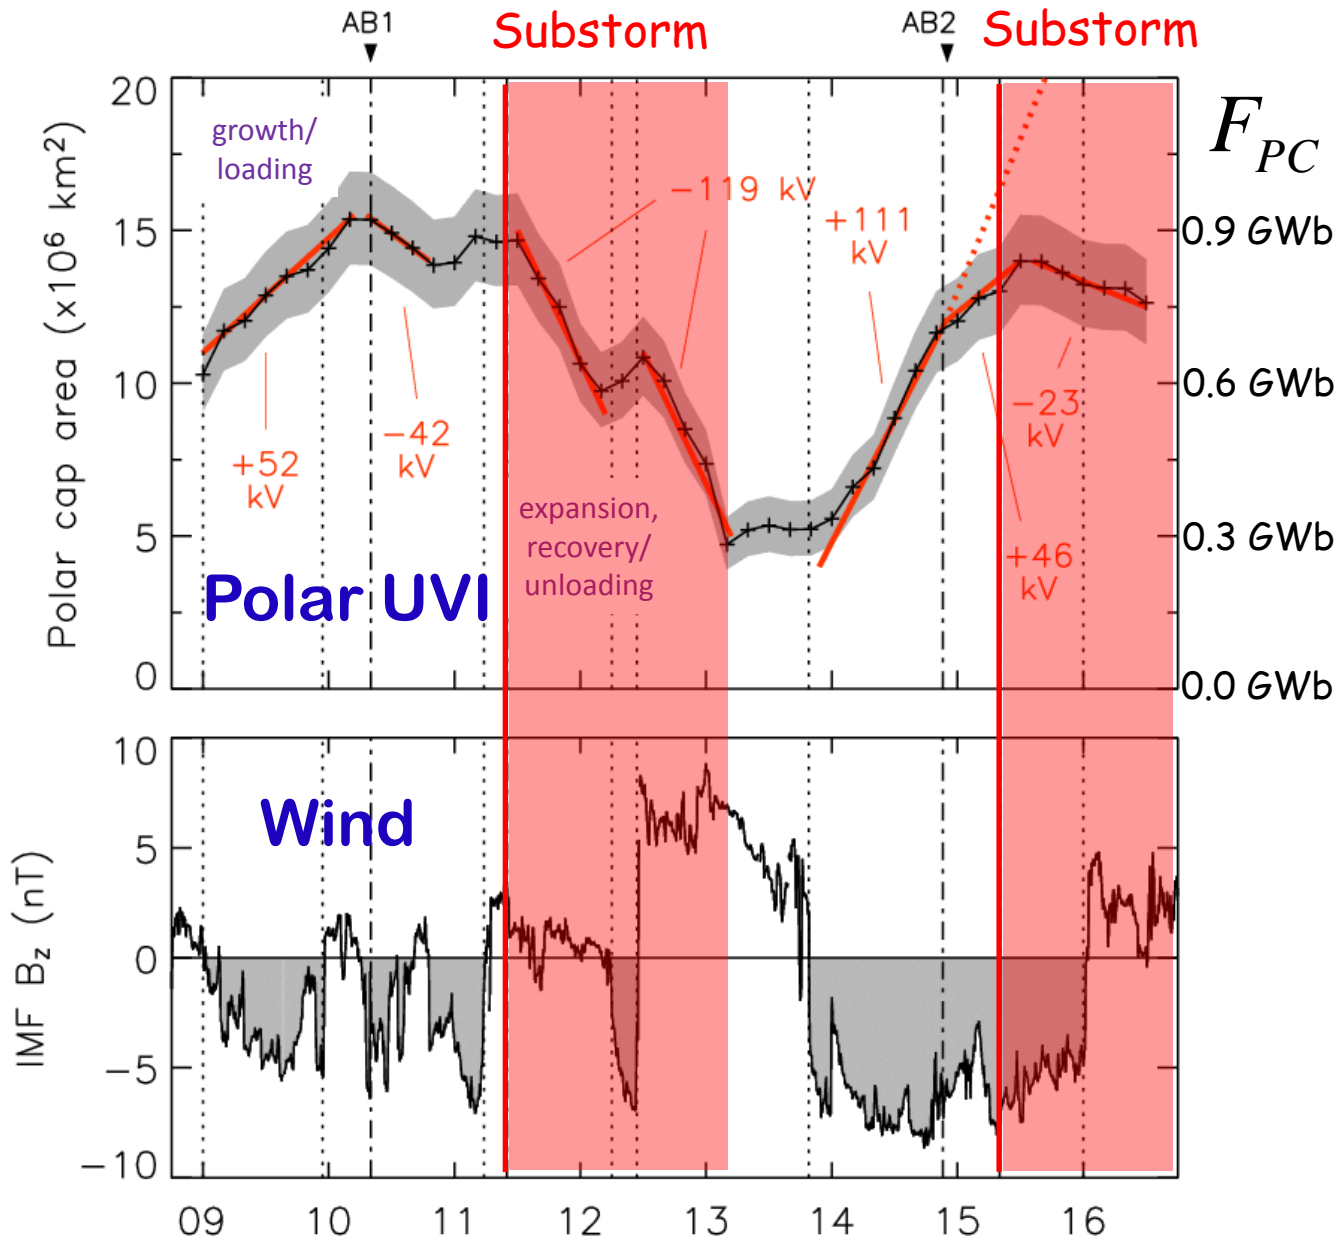 AB1
Substorm
AB2
Substorm
20
15
10
5
0
Polar cap area (x10⁶ km²)
growth/
loading
−119 kV
+111
kV
+52
kV
−42
kV
−23
kV
+46
kV
expansion,
recovery/
unloading
Polar UVI
F_PC
0.9 GWb
0.6 GWb
0.3 GWb
0.0 GWb
10
5
0
−5
−10
IMF B_z (nT)
Wind
09 10 11 12 13 14 15 16